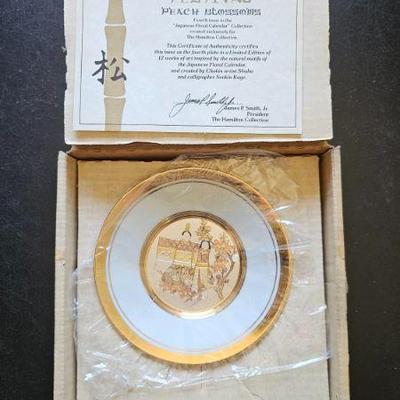 PEACH BLOSSOMS
Fourth issue in the
"Japanese Floral Calendar" Collection
created exclusively for
The Hamilton Collection.
This Certificate of Authenticity certifies
this issue as the fourth plate in a Limited Edition of
12 works of art inspired by the natural motifs of
the Japanese Floral Calendar
and created by Chokin artist Shuho
and calligrapher Senkin Kage.
松
James P. Smith, Jr.
President
The Hamilton Collection